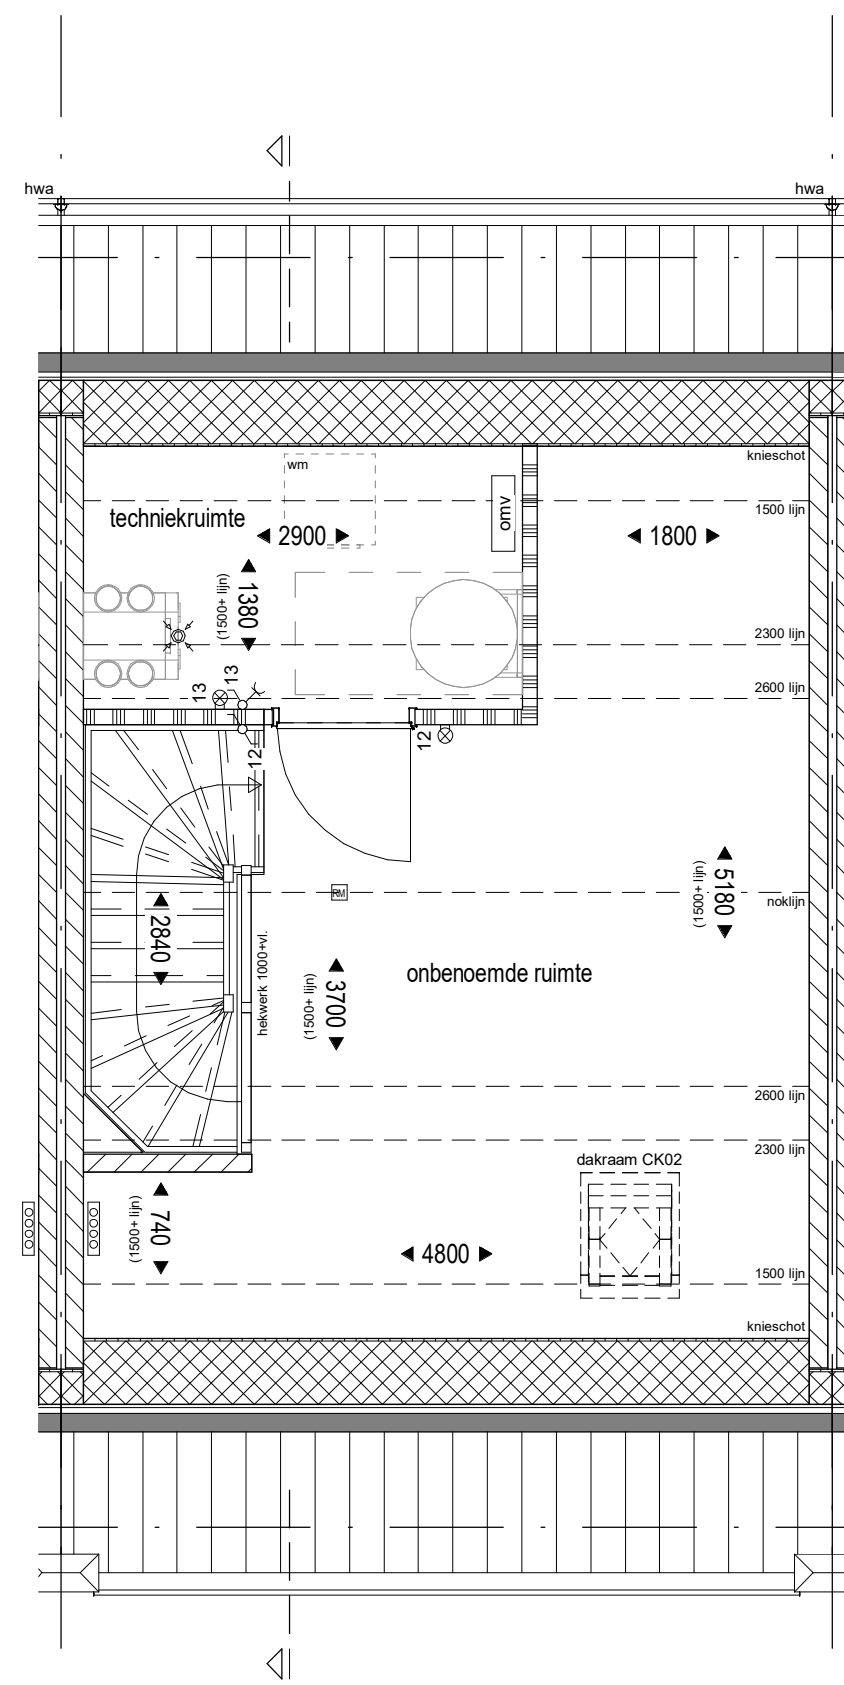 hwa
hwa
knieschot
wm
1500 lijn
techniekruimte
omv
2900
1800
1380
(1500+ lijn)
2300 lijn
2600 lijn
13
13
12
12
5180
(1500+ lijn)
RM
noklijn
2840
hekwerk 1000+vl.
3700
(1500+ lijn)
onbenoemde ruimte
2600 lijn
2300 lijn
dakraam CK02
740
(1500+ lijn)
4800
1500 lijn
knieschot